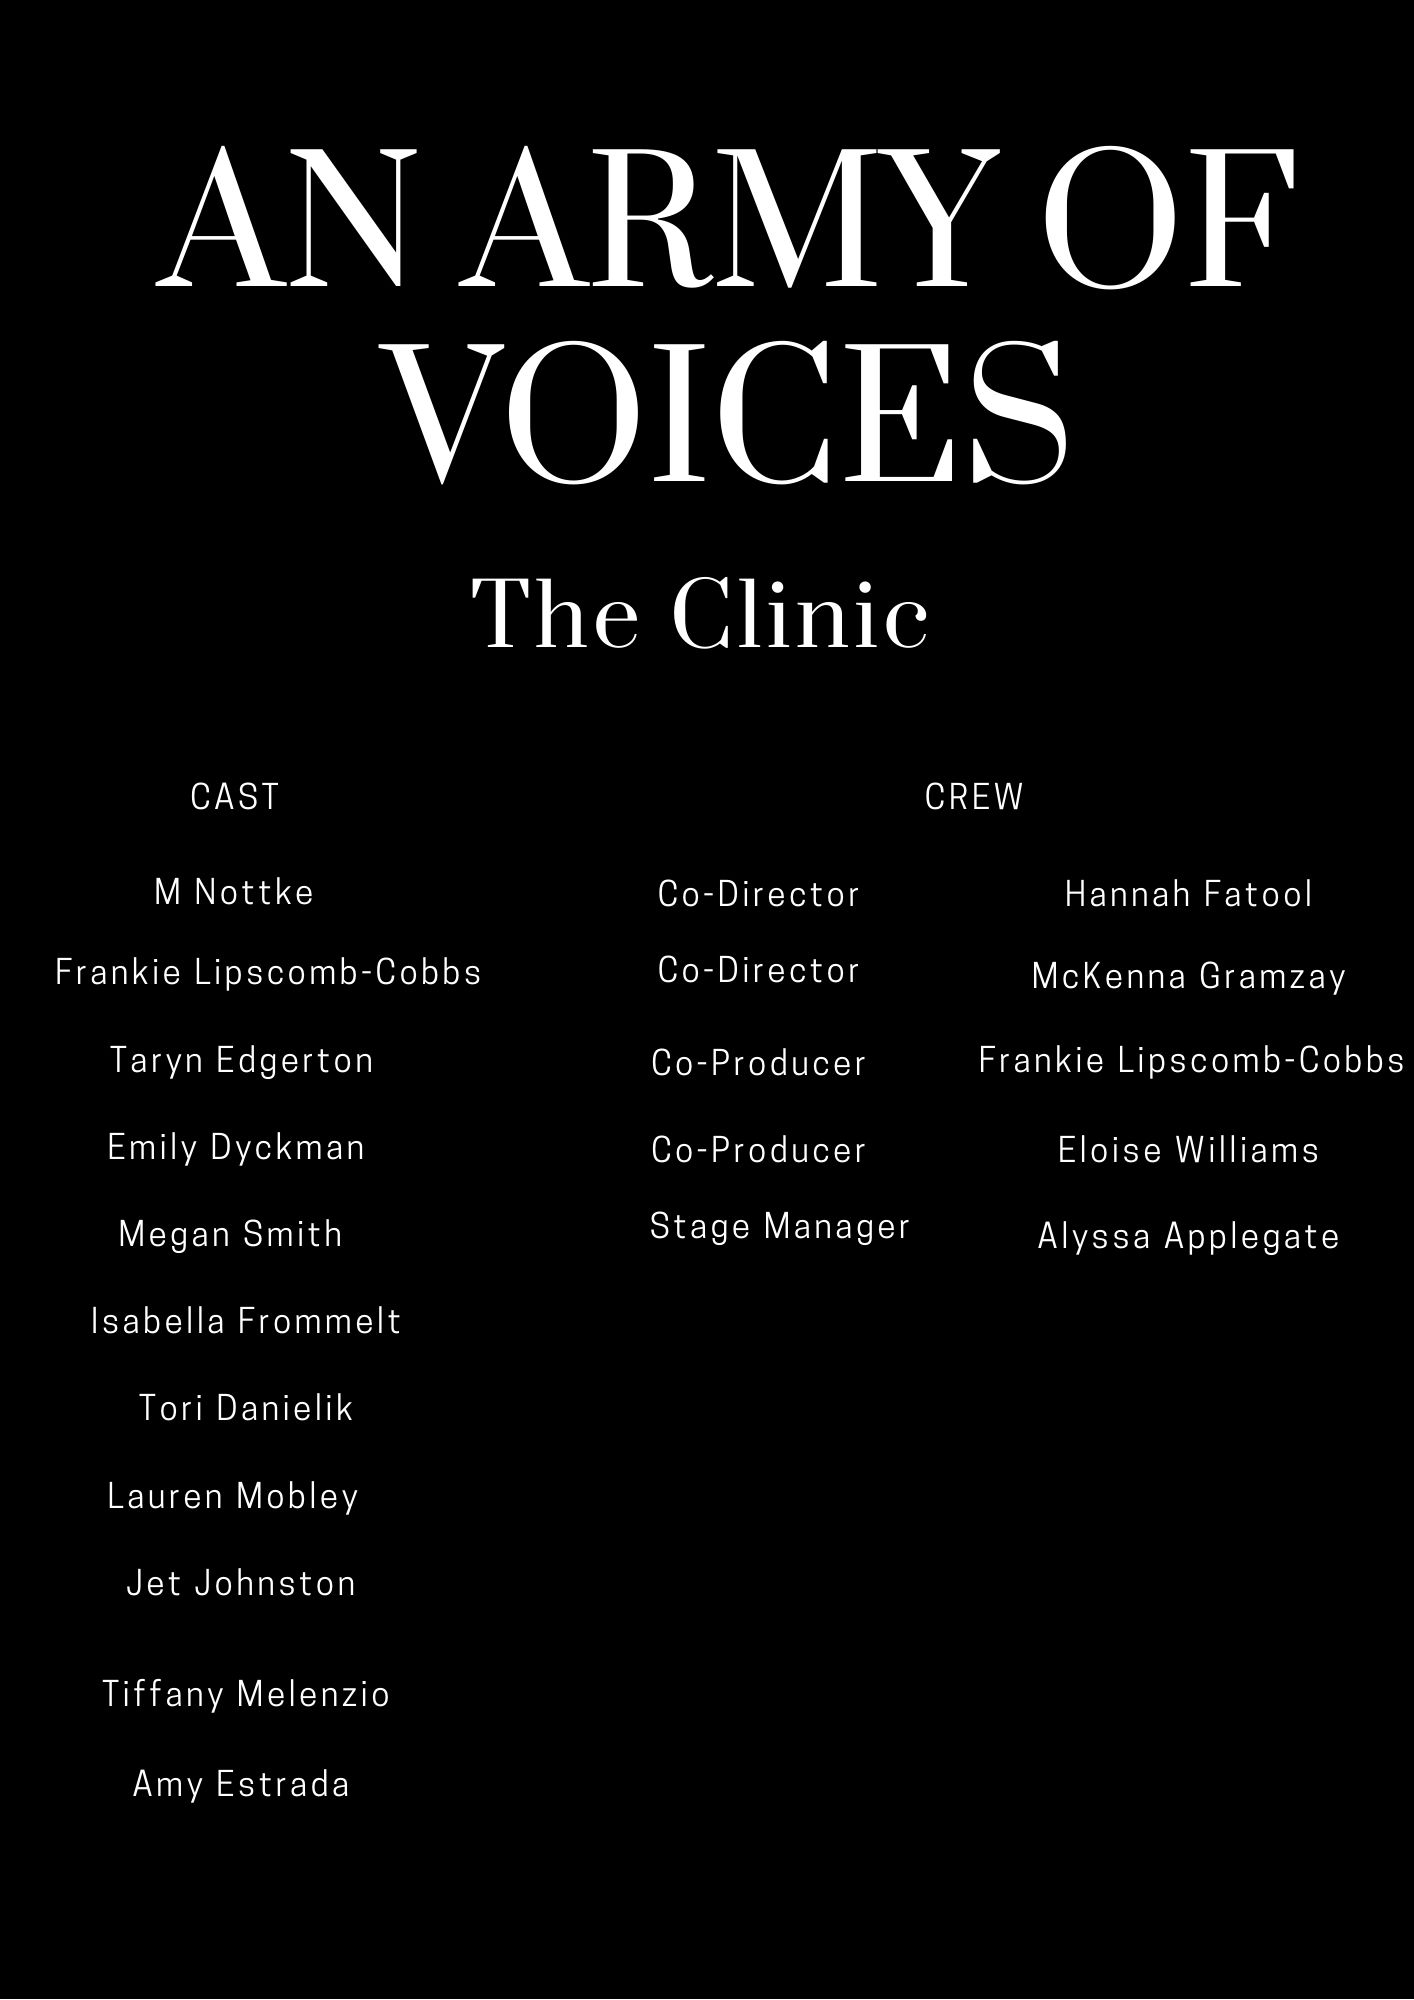 AN ARMY OF
VOICES
The Clinic
CAST
M Nottke
Frankie Lipscomb-Cobbs
Taryn Edgerton
Emily Dyckman
Megan Smith
Isabella Frommelt
Tori Danielik
Lauren Mobley
Jet Johnston
Tiffany Melenzio
Amy Estrada
CREW
Co-Director Hannah Fatool
Co-Director McKenna Gramzay
Co-Producer Frankie Lipscomb-Cobbs
Co-Producer Eloise Williams
Stage Manager Alyssa Applegate